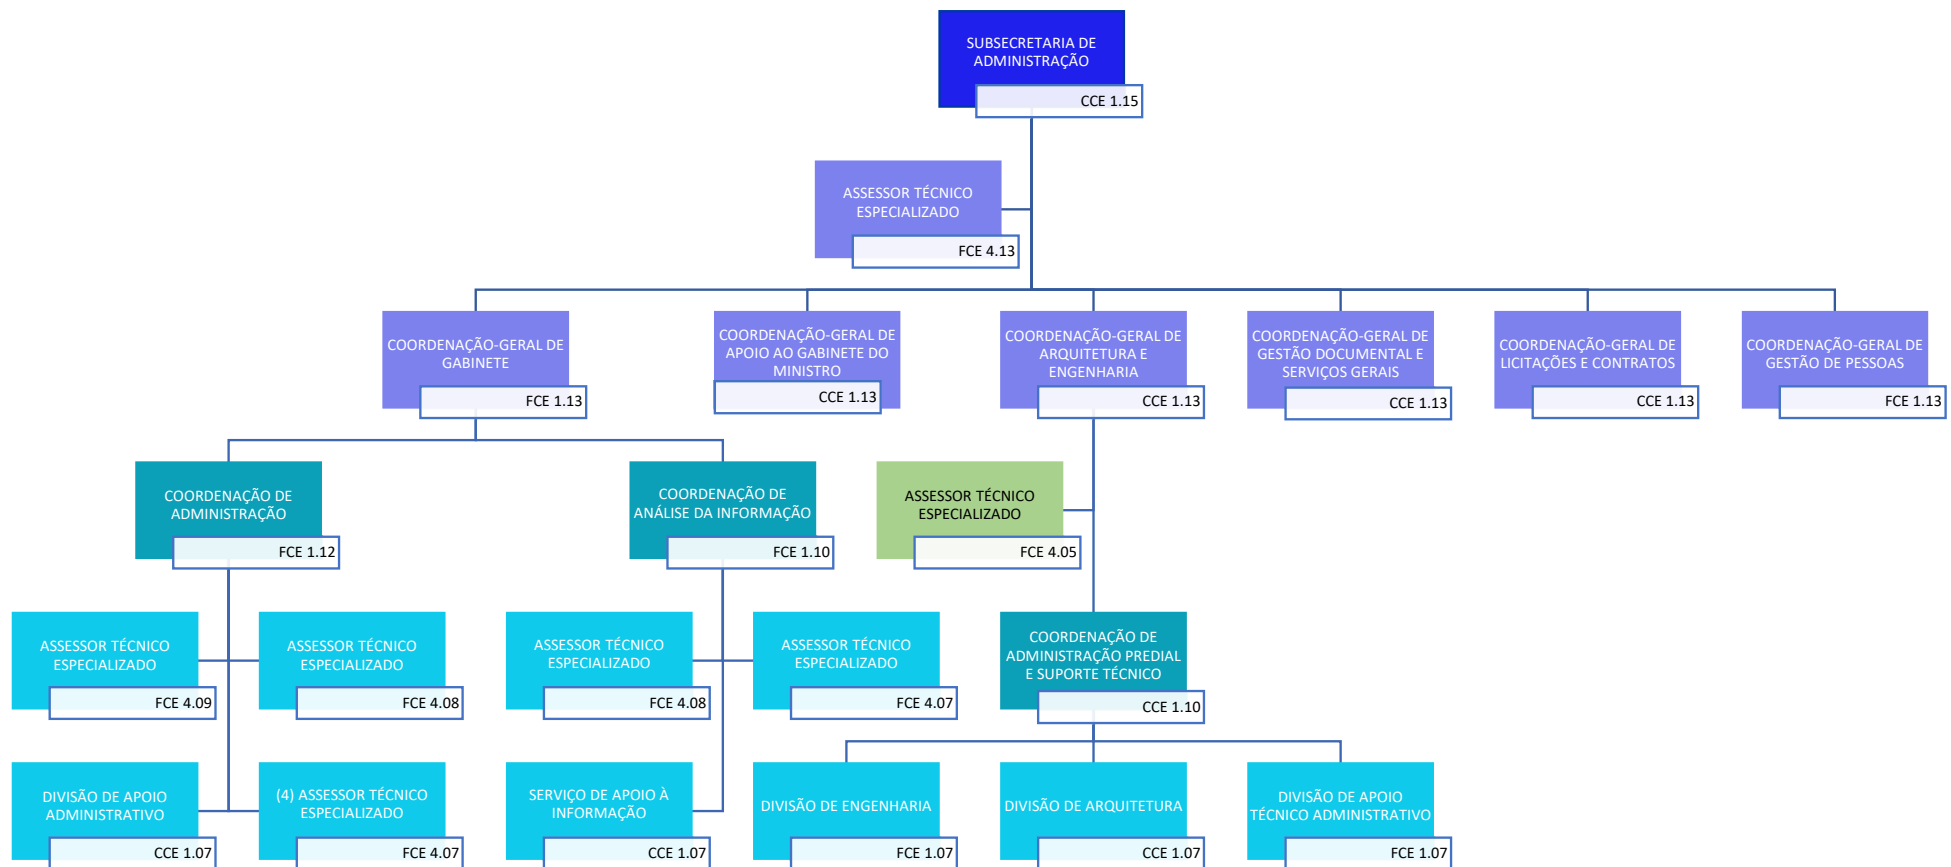 SUBSECRETARIA DE
ADMINISTRAÇÃO
CCE 1.15
ASSESSOR TÉCNICO
ESPECIALIZADO
FCE 4.13
COORDENAÇÃO-GERAL DE
GABINETE
FCE 1.13
COORDENAÇÃO-GERAL DE
APOIO AO GABINETE DO
MINISTRO
CCE 1.13
COORDENAÇÃO-GERAL DE
ARQUITETURA E
ENGENHARIA
CCE 1.13
COORDENAÇÃO-GERAL DE
GESTÃO DOCUMENTAL E
SERVIÇOS GERAIS
CCE 1.13
COORDENAÇÃO-GERAL DE
LICITAÇÕES E CONTRATOS
CCE 1.13
COORDENAÇÃO-GERAL DE
GESTÃO DE PESSOAS
FCE 1.13
COORDENAÇÃO DE
ADMINISTRAÇÃO
FCE 1.12
COORDENAÇÃO DE
ANÁLISE DA INFORMAÇÃO
FCE 1.10
ASSESSOR TÉCNICO
ESPECIALIZADO
FCE 4.05
ASSESSOR TÉCNICO
ESPECIALIZADO
FCE 4.09
ASSESSOR TÉCNICO
ESPECIALIZADO
FCE 4.08
ASSESSOR TÉCNICO
ESPECIALIZADO
FCE 4.08
ASSESSOR TÉCNICO
ESPECIALIZADO
FCE 4.07
COORDENAÇÃO DE
ADMINISTRAÇÃO PREDIAL
E SUPORTE TÉCNICO
CCE 1.10
DIVISÃO DE APOIO
ADMINISTRATIVO
CCE 1.07
(4) ASSESSOR TÉCNICO
ESPECIALIZADO
FCE 4.07
SERVIÇO DE APOIO À
INFORMAÇÃO
CCE 1.07
DIVISÃO DE ENGENHARIA
FCE 1.07
DIVISÃO DE ARQUITETURA
CCE 1.07
DIVISÃO DE APOIO
TÉCNICO ADMINISTRATIVO
FCE 1.07